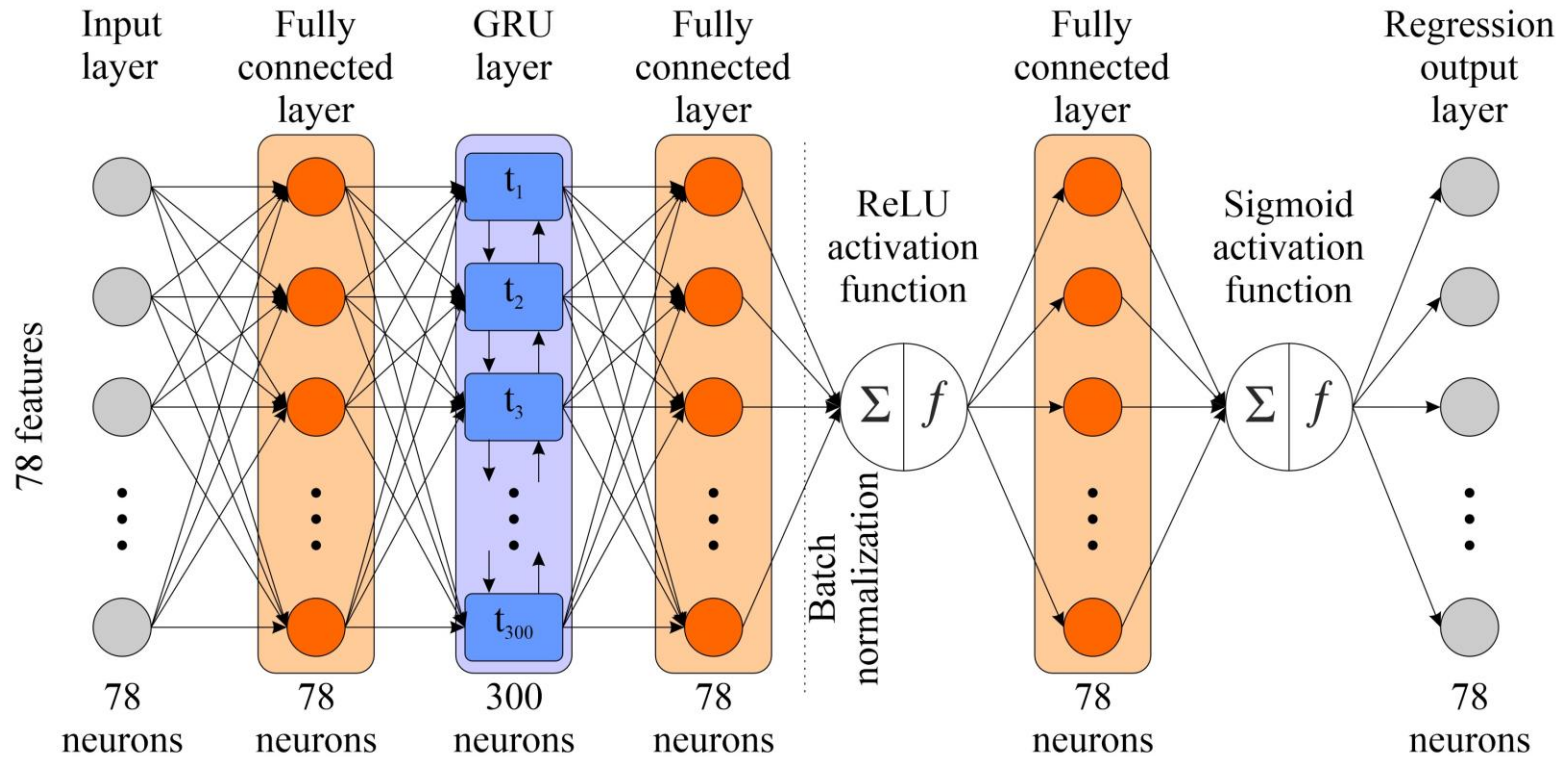 Input
layer
Fully
connected
layer
GRU
layer
Fully
connected
layer
Fully
connected
layer
Regression
output
layer
78 features
t₁
t₂
t₃
t₃₀₀
Batch
normalization
ReLU
activation
function
Σ f
Sigmoid
activation
function
Σ f
78
neurons
78
neurons
300
neurons
78
neurons
78
neurons
78
neurons